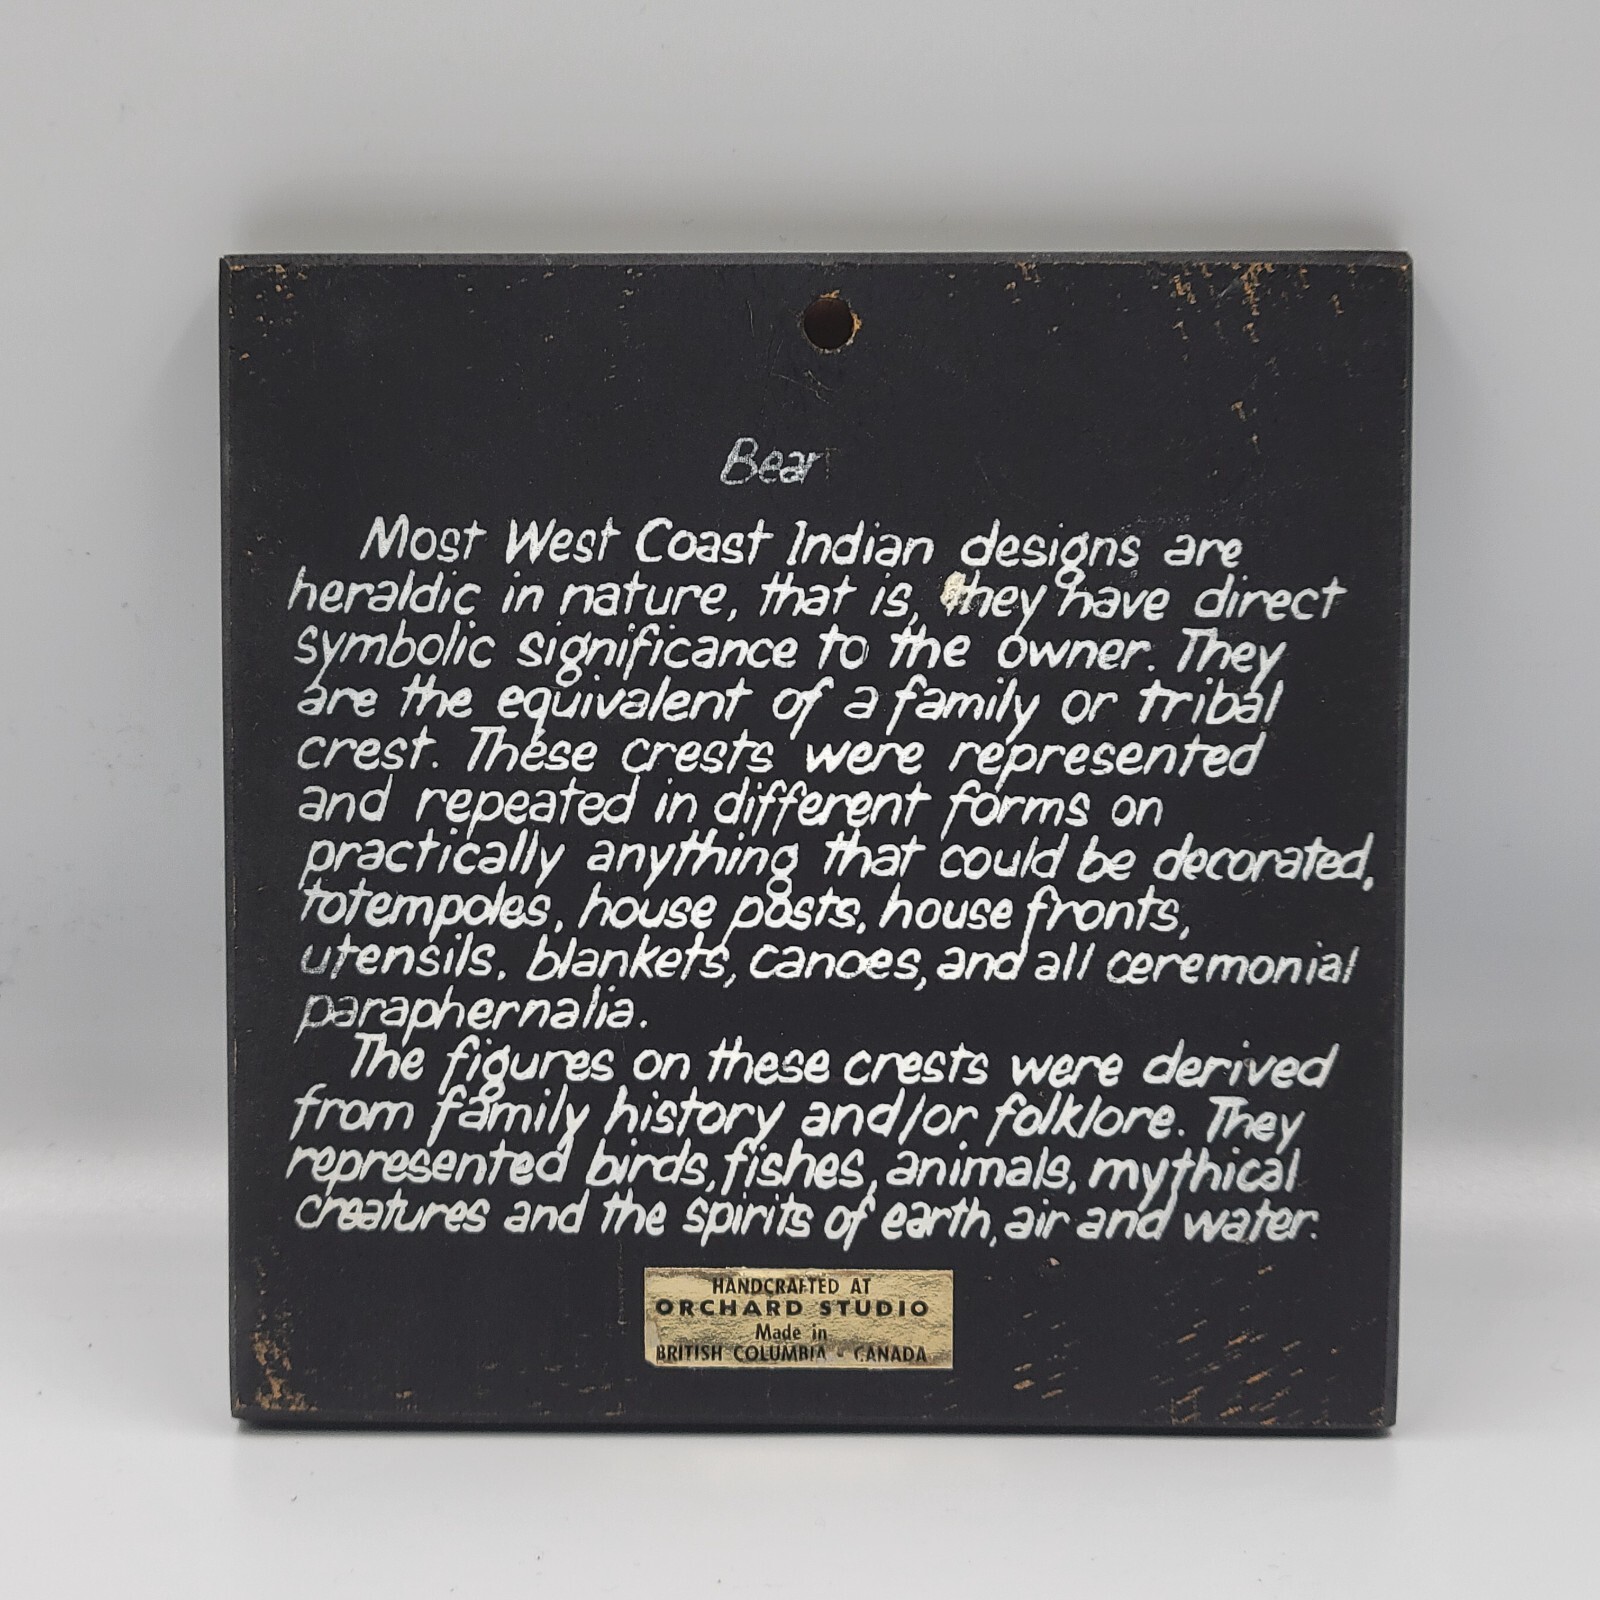 Bear
Most West Coast Indian designs are
heraldic in nature, that is, they have direct
symbolic significance to the owner. They
are the equivalent of a family or tribal
crest. These crests were represented
and repeated in different forms on
practically anything that could be decorated,
totempoles, house posts, house fronts,
utensils, blankets, canoes, and all ceremonial
paraphernalia.
The figures on these crests were derived
from family history and/or folklore. They
represented birds, fishes, animals, mythical
creatures and the spirits of earth, air and water.
HANDCRAFTED AT
ORCHARD STUDIO
Made in
BRITISH COLUMBIA - CANADA